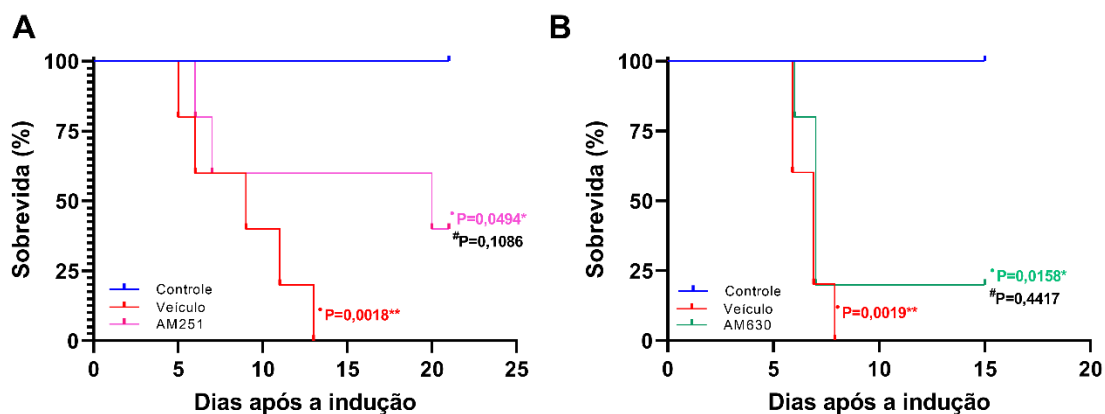 A
Sobrevida (%)
100
75
50
25
0
0 5 10 15 20 25
Dias após a indução
Controle
Veículo
AM251
* P=0,0494*
#P=0,1086
* P=0,0018**
B
Sobrevida (%)
100
75
50
25
0
0 5 10 15 20
Dias após a indução
Controle
Veículo
AM630
* P=0,0158*
#P=0,4417
* P=0,0019**